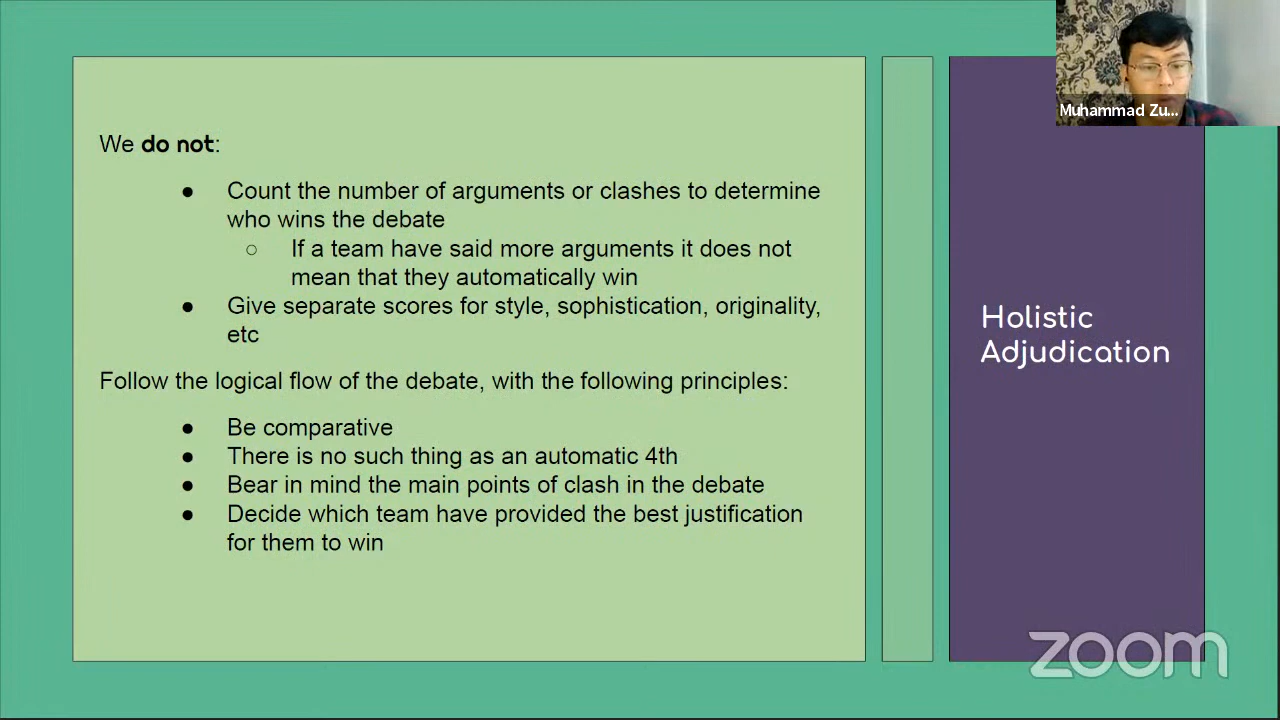 We do not:
● Count the number of arguments or clashes to determine
who wins the debate
○ If a team have said more arguments it does not
mean that they automatically win
● Give separate scores for style, sophistication, originality,
etc
Follow the logical flow of the debate, with the following principles:
● Be comparative
● There is no such thing as an automatic 4th
● Bear in mind the main points of clash in the debate
● Decide which team have provided the best justification
for them to win
Holistic
Adjudication
Muhammad Zu...
zoom